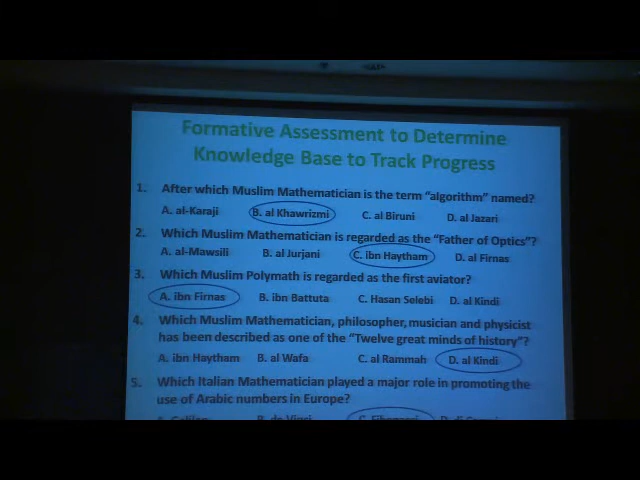 Formative Assessment to Determine
Knowledge Base to Track Progress
1. After which Muslim Mathematician is the term “algorithm” named?
A. al-Karaji B. al Khawrizmi C. al Biruni D. al Jazari
2. Which Muslim Mathematician is regarded as the “Father of Optics”?
A. al-Mawsili B. al Jurjani C. ibn Haytham D. al Firnas
3. Which Muslim Polymath is regarded as the first aviator?
A. ibn Firnas B. ibn Battuta C. Hasan Selebi D. al Kindi
4. Which Muslim Mathematician, philosopher, musician and physicist
has been described as one of the “Twelve great minds of history”?
A. ibn Haytham B. al Wafa C. al Rammah D. al Kindi
5. Which Italian Mathematician played a major role in promoting the
use of Arabic numbers in Europe?
B. da Vinci C. Fibonacci